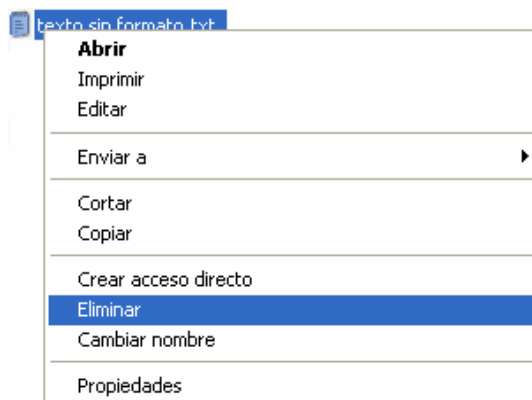 texto sin formato.txt
Abrir
Imprimir
Editar
Enviar a
Cortar
Copiar
Crear acceso directo
Eliminar
Cambiar nombre
Propiedades